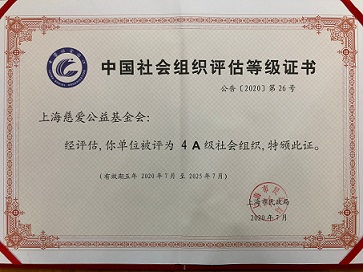 中国社会组织评估等级证书
公告〔2020〕第26号
上海慈爱公益基金会：
经评估，你单位被评为 4A级社会组织，特颁此证。
（有效期五年 2020年7月 至 2025年7月）
上海市民政局
2020年7月